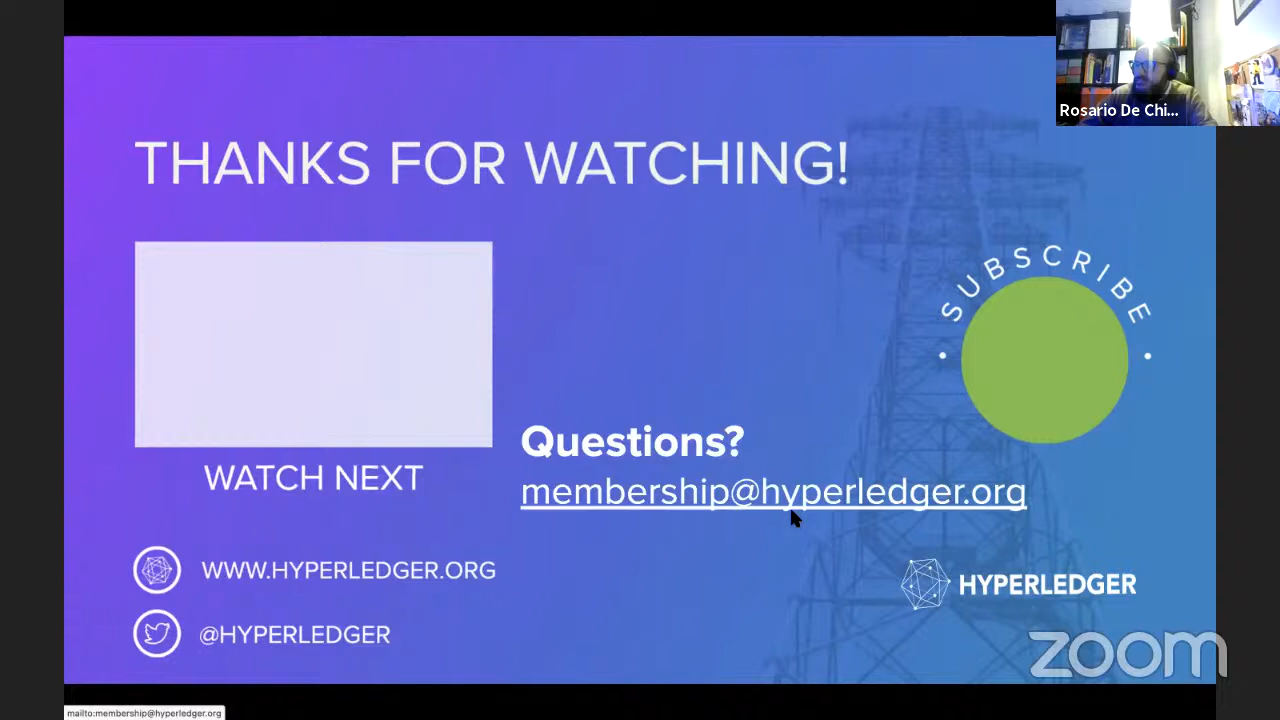 Rosario De Chi...
THANKS FOR WATCHING!
SUBSCRIBE
Questions?
membership@hyperledger.org
WATCH NEXT
WWW.HYPERLEDGER.ORG
HYPERLEDGER
@HYPERLEDGER
zoom
mailto:membership@hyperledger.org